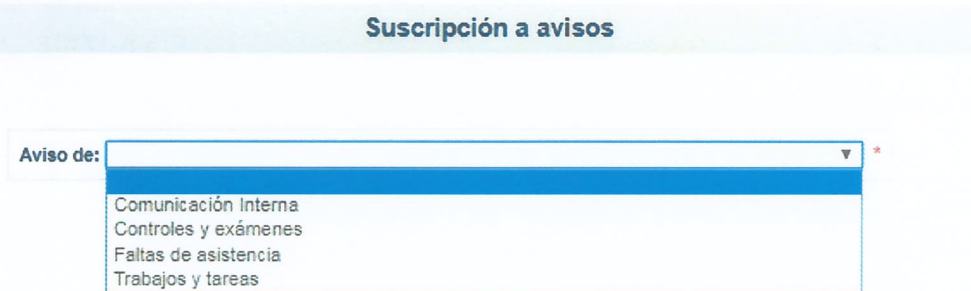 Suscripción a avisos
Aviso de: *
Comunicación Interna
Controles y exámenes
Faltas de asistencia
Trabajos y tareas